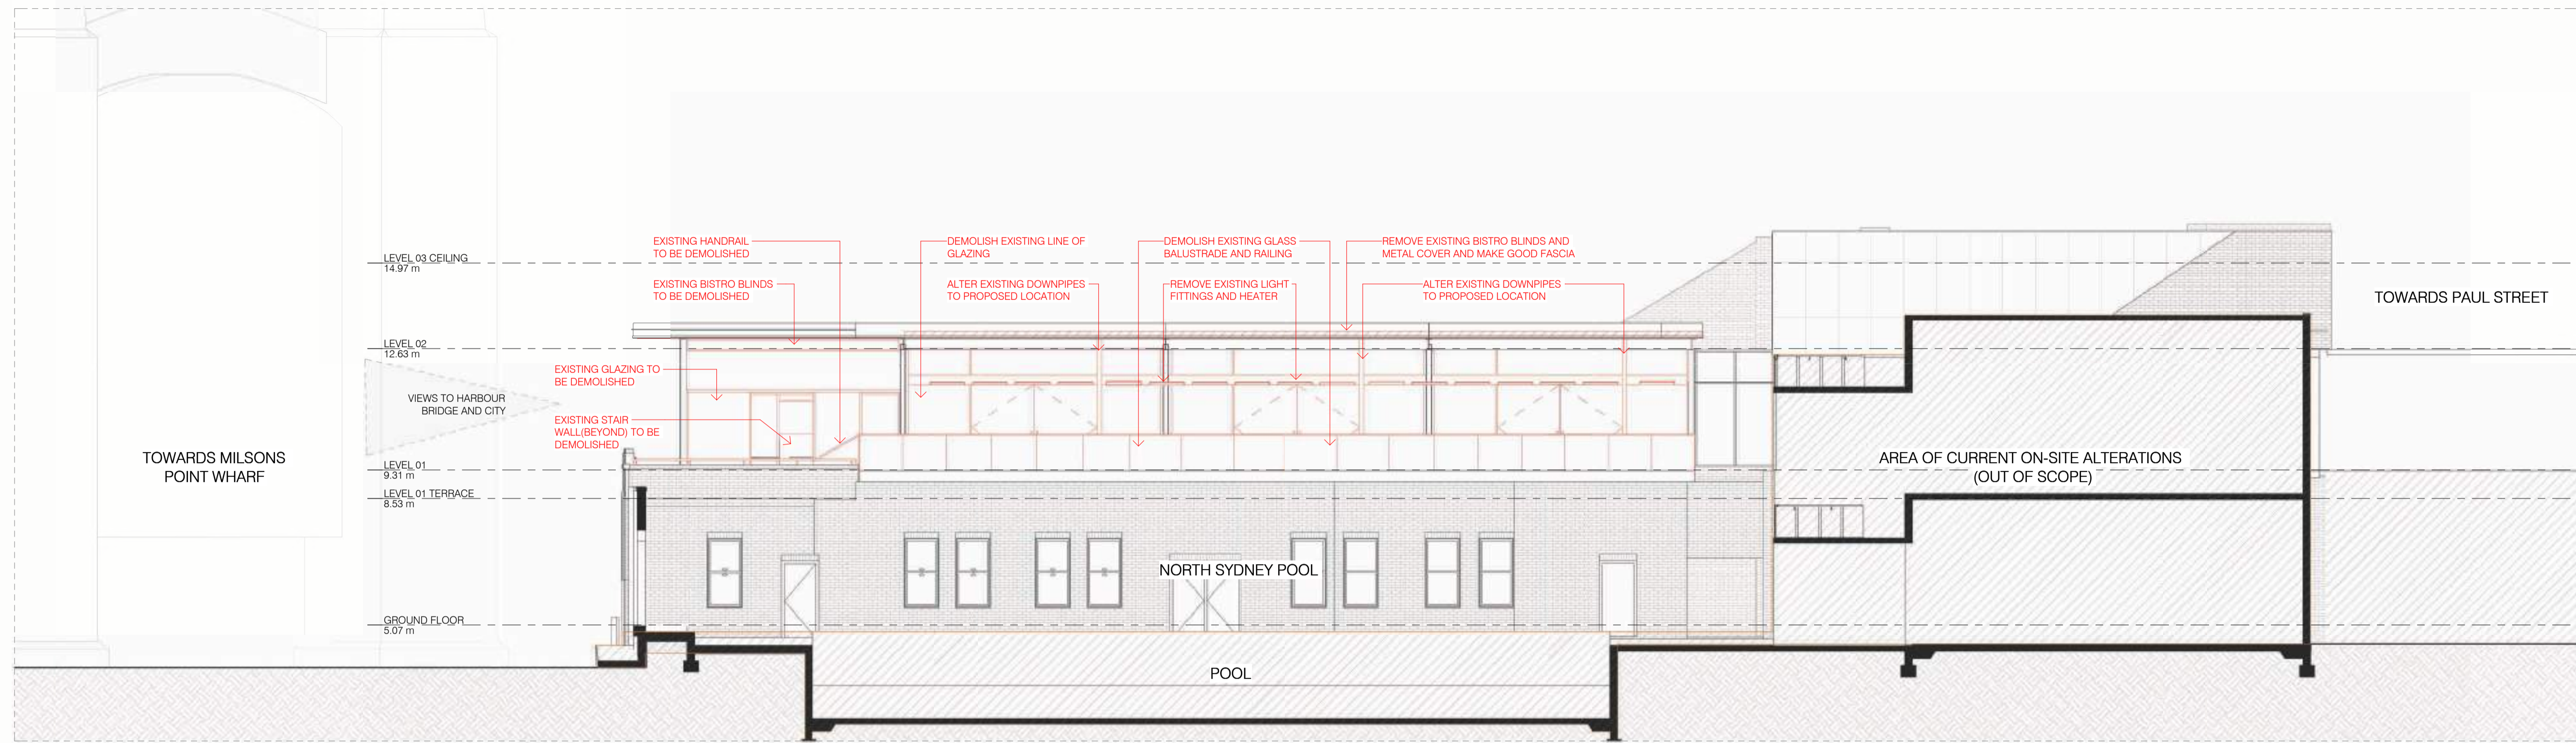 EXISTING HANDRAIL
TO BE DEMOLISHED
DEMOLISH EXISTING LINE OF
GLAZING
DEMOLISH EXISTING GLASS
BALUSTRADE AND RAILING
REMOVE EXISTING BISTRO BLINDS AND
METAL COVER AND MAKE GOOD FASCIA
LEVEL 03 CEILING
14.97 m
EXISTING BISTRO BLINDS
TO BE DEMOLISHED
ALTER EXISTING DOWNPIPES
TO PROPOSED LOCATION
REMOVE EXISTING LIGHT
FITTINGS AND HEATER
ALTER EXISTING DOWNPIPES
TO PROPOSED LOCATION
TOWARDS PAUL STREET
LEVEL 02
12.63 m
EXISTING GLAZING TO
BE DEMOLISHED
VIEWS TO HARBOUR
BRIDGE AND CITY
EXISTING STAIR
WALL(BEYOND) TO BE
DEMOLISHED
TOWARDS MILSONS
POINT WHARF
LEVEL 01
9.31 m
AREA OF CURRENT ON-SITE ALTERATIONS
(OUT OF SCOPE)
LEVEL 01 TERRACE
8.53 m
NORTH SYDNEY POOL
GROUND FLOOR
5.07 m
POOL